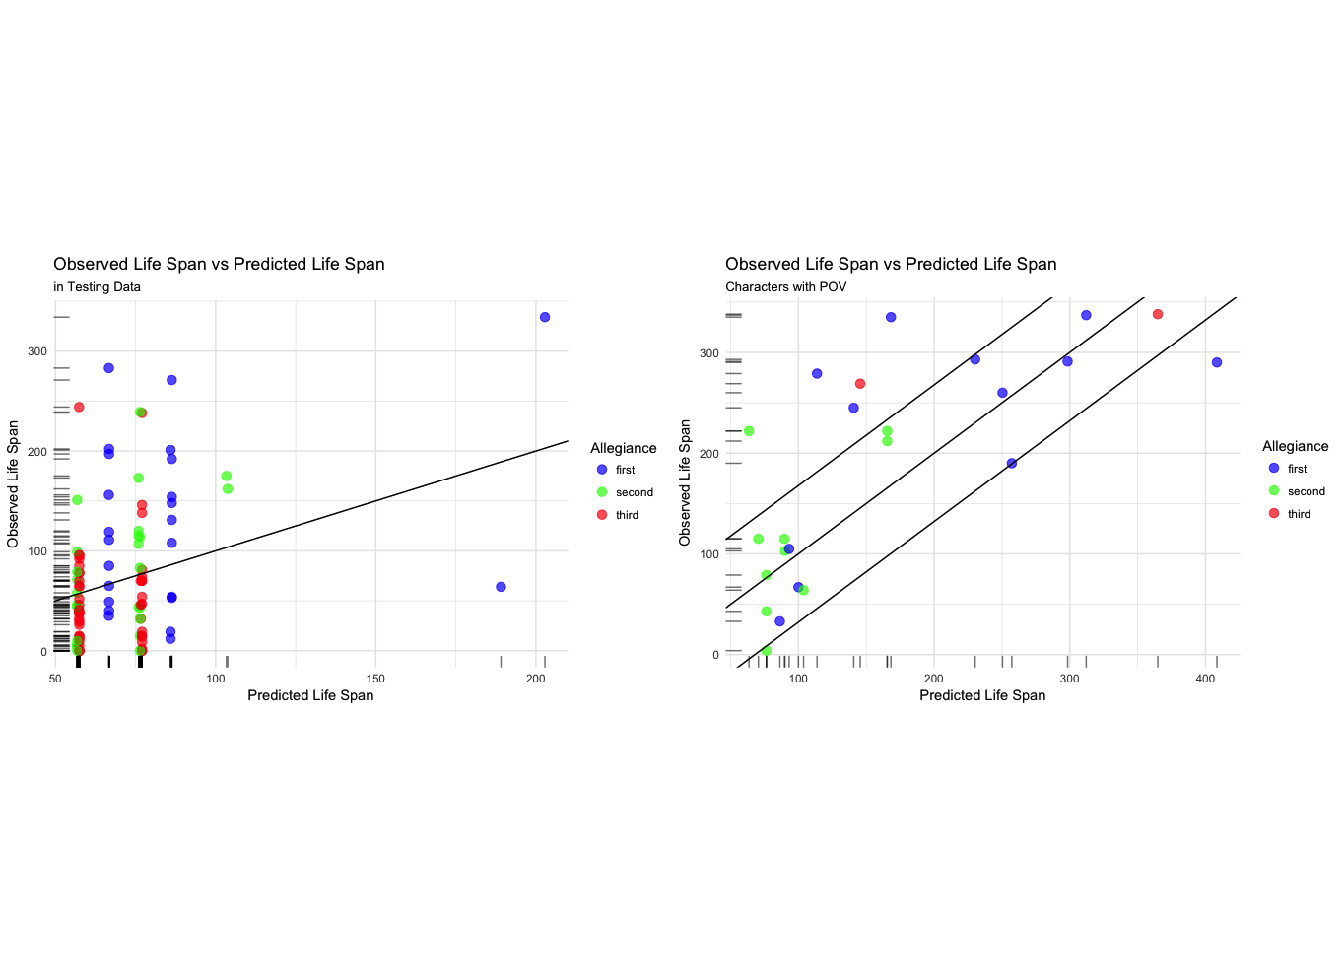 Observed Life Span vs Predicted Life Span
in Testing Data
Observed Life Span
300
200
100
0
50
100
150
200
Predicted Life Span
Allegiance
first
second
third
Observed Life Span vs Predicted Life Span
Characters with POV
Observed Life Span
300
200
100
0
100
200
300
400
Predicted Life Span
Allegiance
first
second
third